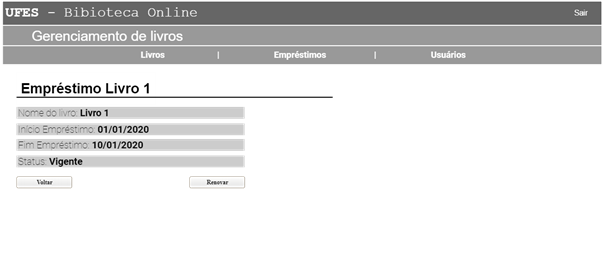 UFES - Bibioteca Online
Sair
Gerenciamento de livros
Livros | Empréstimos | Usuários
Empréstimo Livro 1
Nome do livro: Livro 1
Início Empréstimo: 01/01/2020
Fim Empréstimo: 10/01/2020
Status: Vigente
Voltar
Renovar